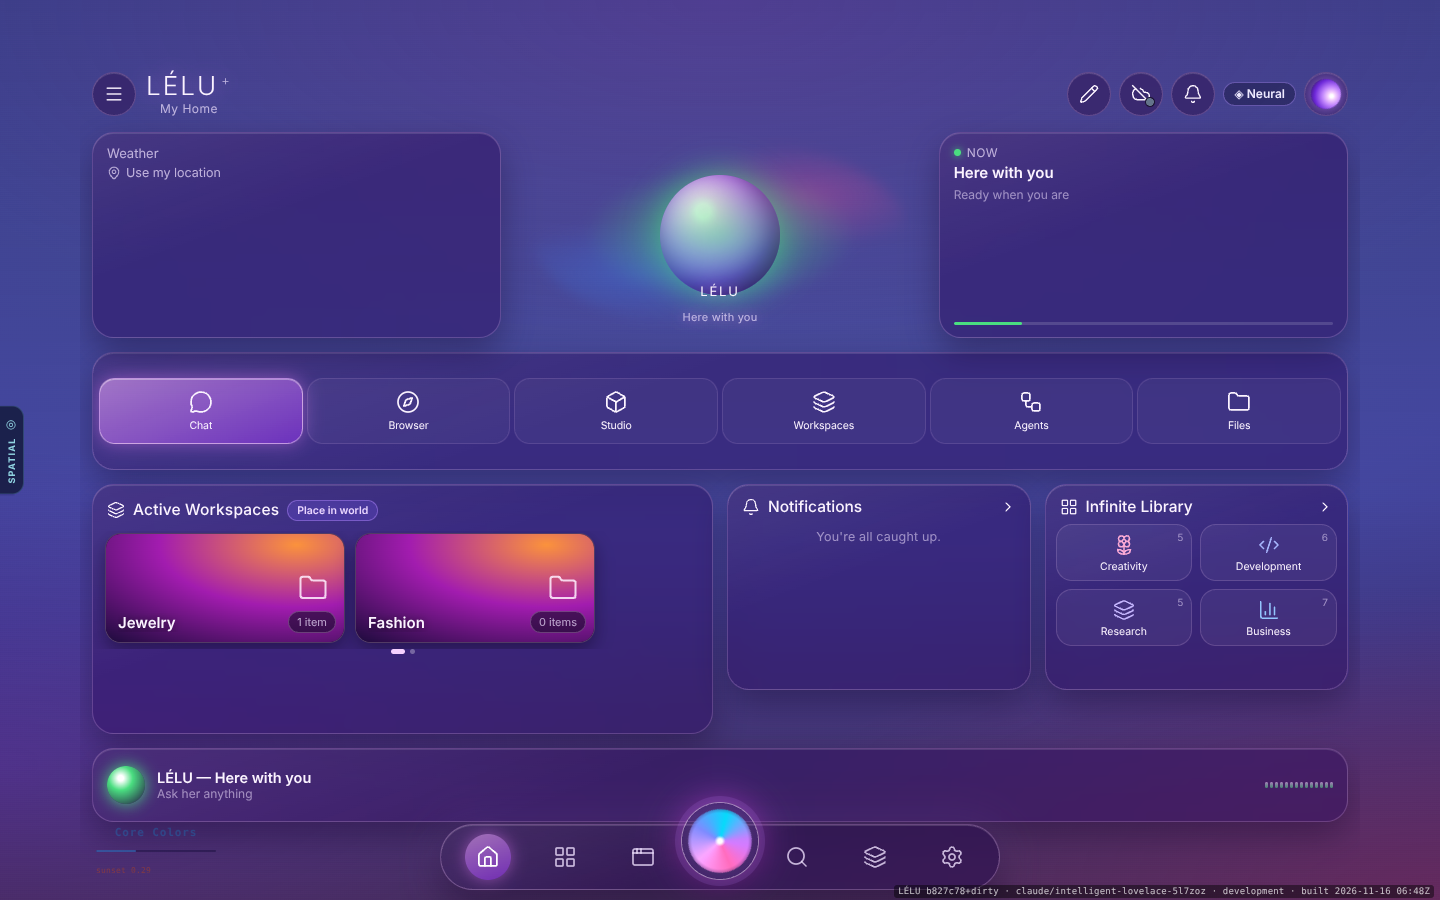 LÉLU +
My Home
◈ Neural
Weather
Use my location
LÉLU
Here with you
NOW
Here with you
Ready when you are
SPATIAL ◎
Chat
Browser
Studio
Workspaces
Agents
Files
Active Workspaces
Place in world
Jewelry
1 item
Fashion
0 items
Notifications
You're all caught up.
Infinite Library
Creativity
5
Development
6
Research
5
Business
7
LÉLU — Here with you
Ask her anything
Core Colors
LÉLU b827c78+dirty · claude/intelligent-lovelace-5l7zoz · development · built 2026-11-16 06:48Z